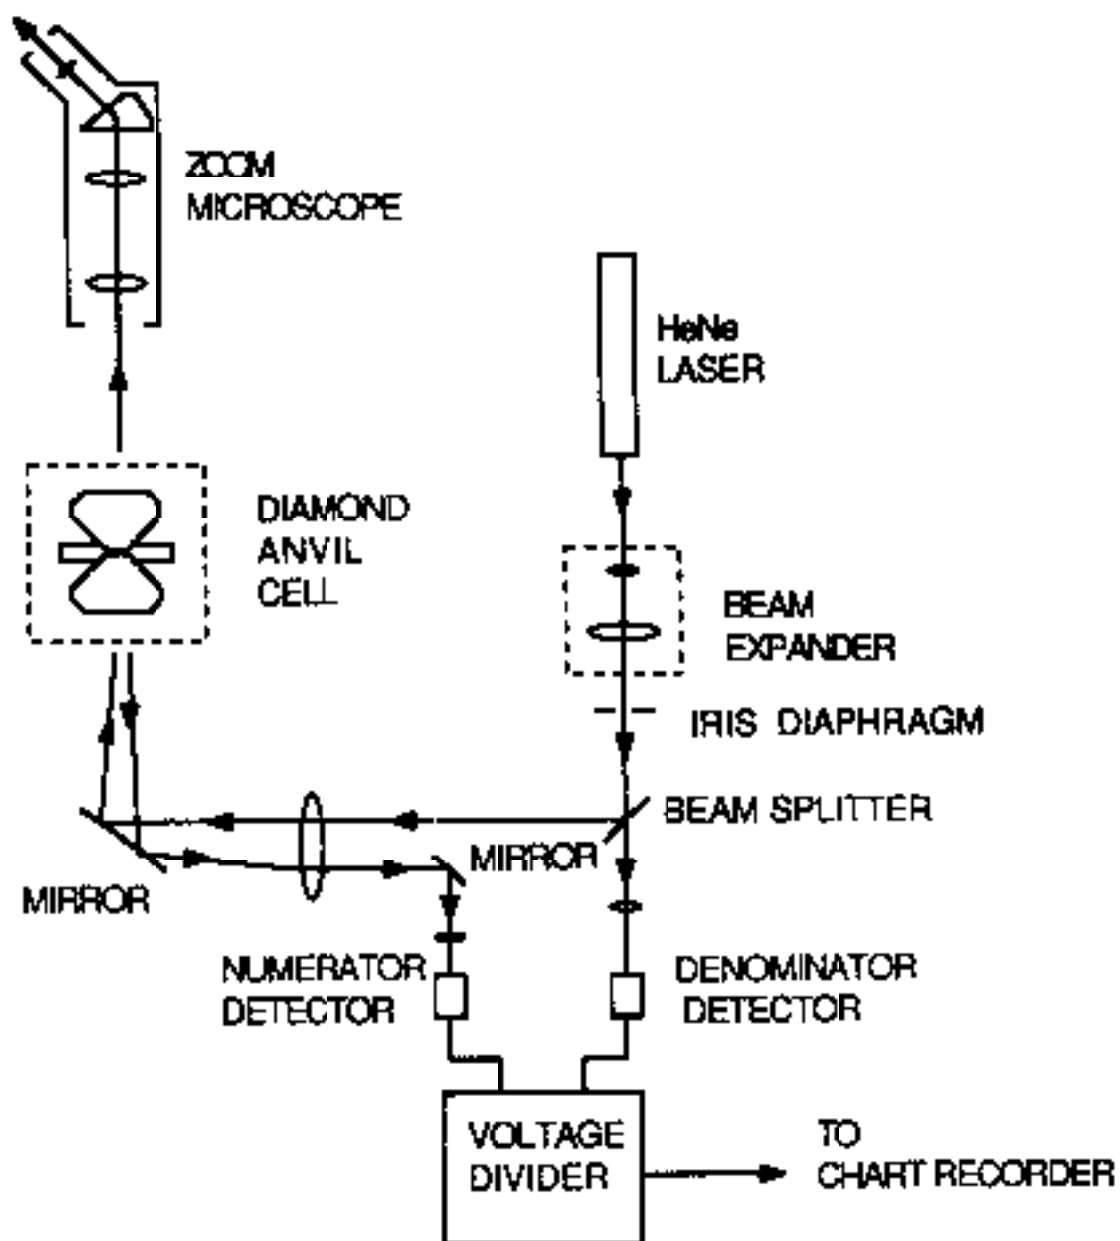 ZOOM
MICROSCOPE
HeNe
LASER
DIAMOND
ANVIL
CELL
BEAM
EXPANDER
IRIS DIAPHRAGM
BEAM SPLITTER
MIRROR
MIRROR
NUMERATOR
DETECTOR
DENOMINATOR
DETECTOR
VOLTAGE
DIVIDER
TO
CHART RECORDER